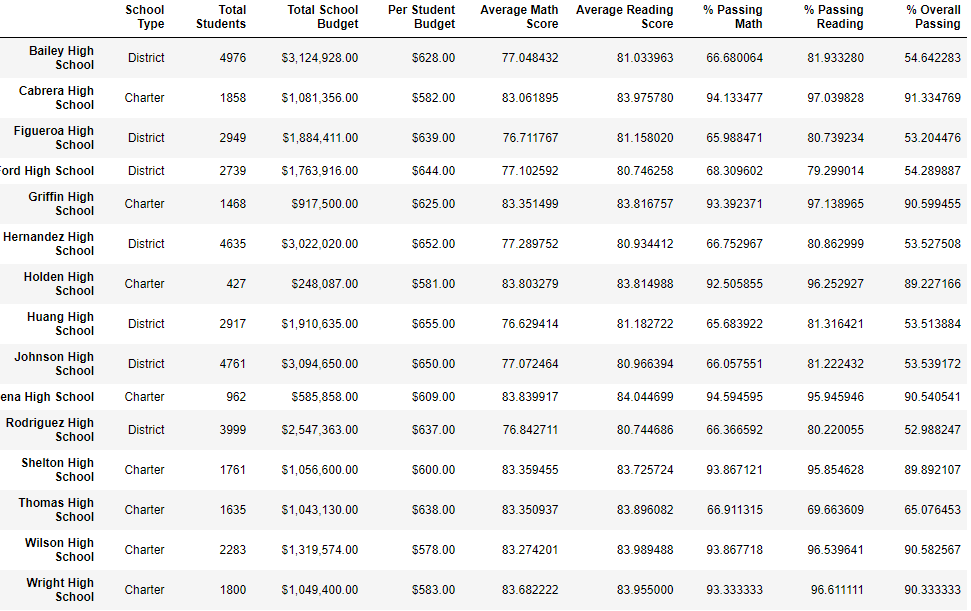 School Type Total Students Total School Budget Per Student Budget Average Math Score Average Reading Score % Passing Math % Passing Reading % Overall Passing
Bailey High School District 4976 $3,124,928.00 $628.00 77.048432 81.033963 66.680064 81.933280 54.642283
Cabrera High School Charter 1858 $1,081,356.00 $582.00 83.061895 83.975780 94.133477 97.039828 91.334769
Figueroa High School District 2949 $1,884,411.00 $639.00 76.711767 81.158020 65.988471 80.739234 53.204476
Ford High School District 2739 $1,763,916.00 $644.00 77.102592 80.746258 68.309602 79.299014 54.289887
Griffin High School Charter 1468 $917,500.00 $625.00 83.351499 83.816757 93.392371 97.138965 90.599455
Hernandez High School District 4635 $3,022,020.00 $652.00 77.289752 80.934412 66.752967 80.862999 53.527508
Holden High School Charter 427 $248,087.00 $581.00 83.803279 83.814988 92.505855 96.252927 89.227166
Huang High School District 2917 $1,910,635.00 $655.00 76.629414 81.182722 65.683922 81.316421 53.513884
Johnson High School District 4761 $3,094,650.00 $650.00 77.072464 80.966394 66.057551 81.222432 53.539172
ena High School Charter 962 $585,858.00 $609.00 83.839917 84.044699 94.594595 95.945946 90.540541
Rodriguez High School District 3999 $2,547,363.00 $637.00 76.842711 80.744686 66.366592 80.220055 52.988247
Shelton High School Charter 1761 $1,056,600.00 $600.00 83.359455 83.725724 93.867121 95.854628 89.892107
Thomas High School Charter 1635 $1,043,130.00 $638.00 83.350937 83.896082 66.911315 69.663609 65.076453
Wilson High School Charter 2283 $1,319,574.00 $578.00 83.274201 83.989488 93.867718 96.539641 90.582567
Wright High School Charter 1800 $1,049,400.00 $583.00 83.682222 83.955000 93.333333 96.611111 90.333333